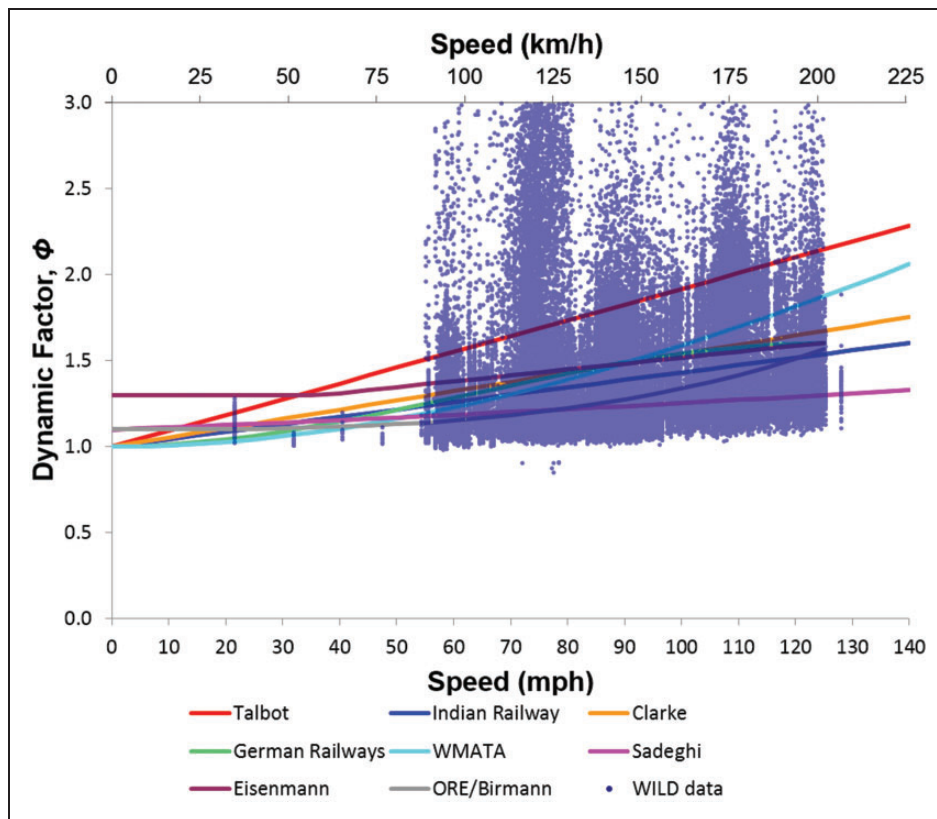 Speed (km/h)
0 25 50 75 100 125 150 175 200 225
3.0
2.5
2.0
1.5
1.0
0.5
0.0
Dynamic Factor, Φ
0 10 20 30 40 50 60 70 80 90 100 110 120 130 140
Speed (mph)
Talbot Indian Railway Clarke
German Railways WMATA Sadeghi
Eisenmann ORE/Birmann WILD data